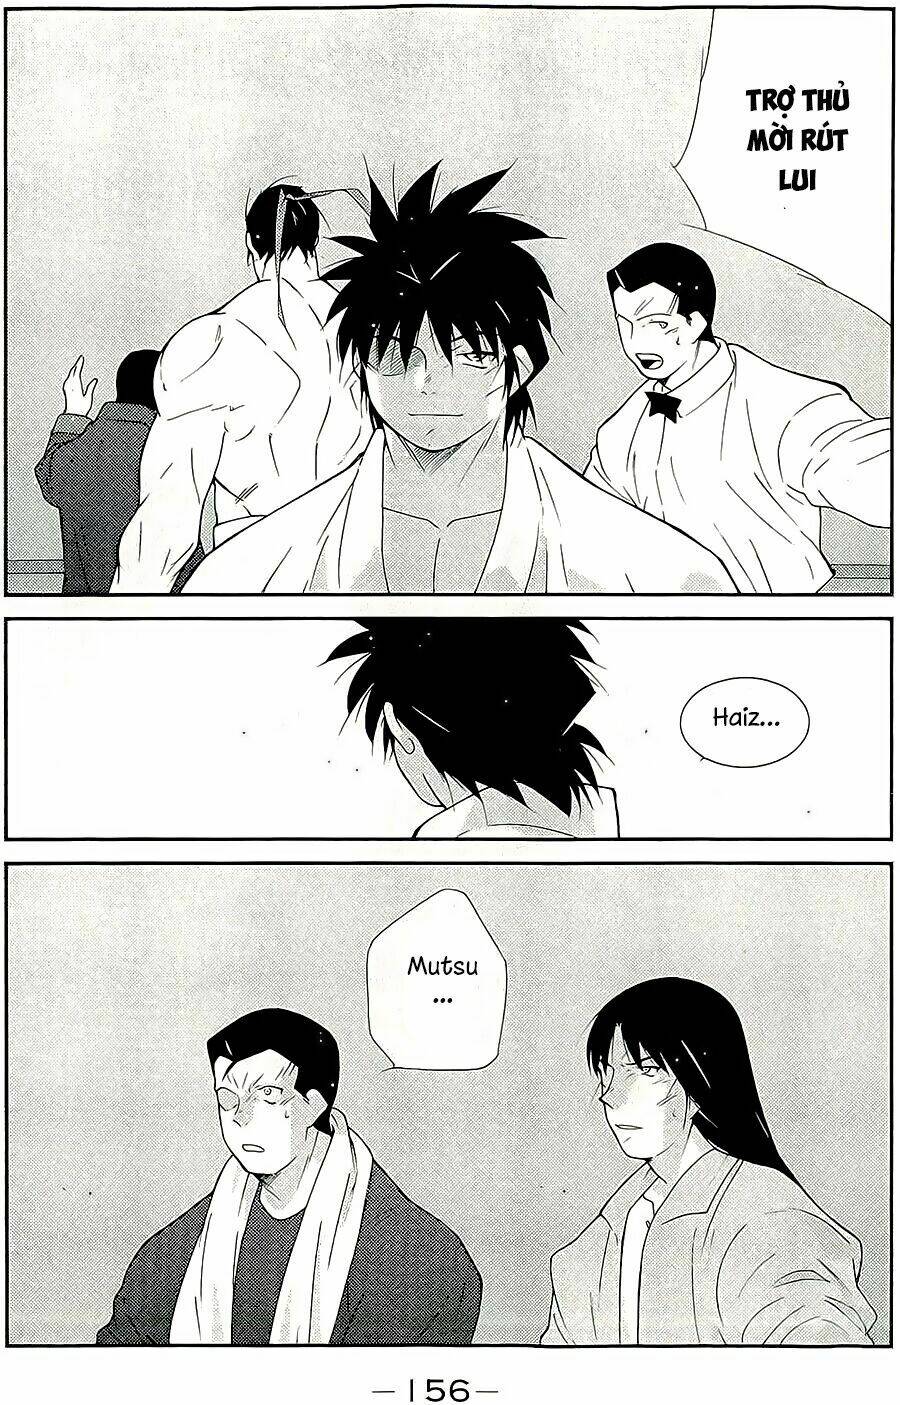 TRỢ THỦ
MỜI RÚT
LUI
Haiz...
Mutsu
...
— 156 —